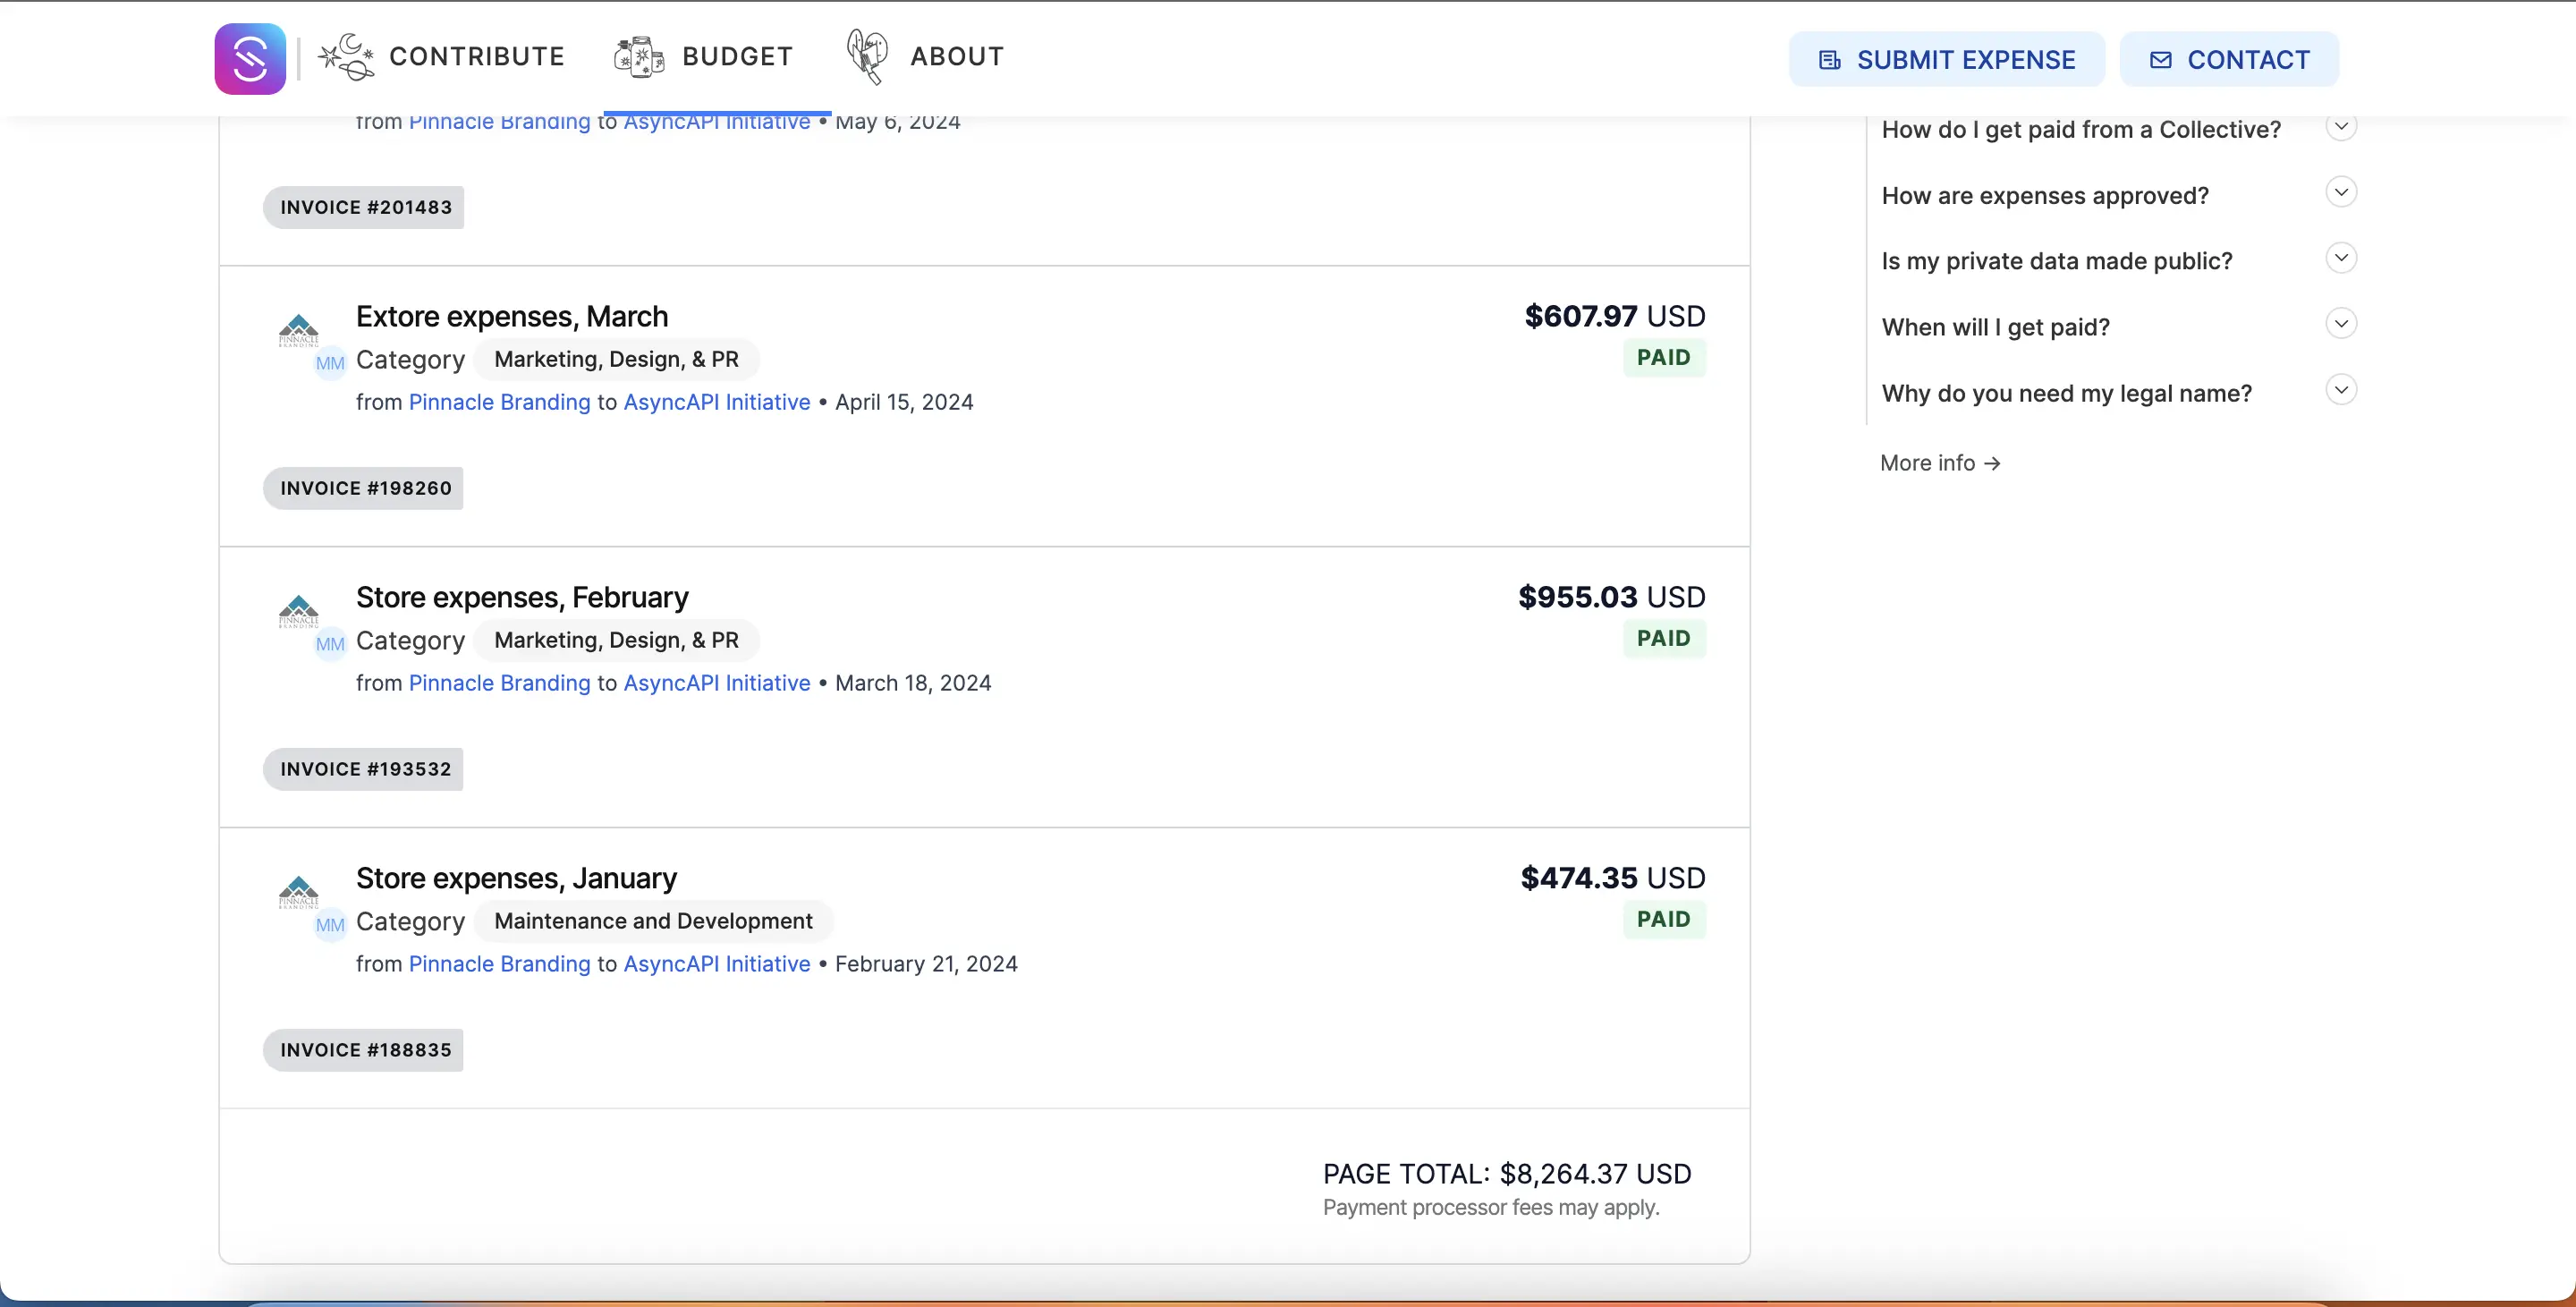 CONTRIBUTE
BUDGET
ABOUT
SUBMIT EXPENSE
CONTACT
from Pinnacle Branding to AsyncAPI Initiative • May 6, 2024
INVOICE #201483
Extore expenses, March
$607.97 USD
PINNACLE
BRANDING
MM
Category Marketing, Design, & PR
PAID
from Pinnacle Branding to AsyncAPI Initiative • April 15, 2024
INVOICE #198260
Store expenses, February
$955.03 USD
PINNACLE
BRANDING
MM
Category Marketing, Design, & PR
PAID
from Pinnacle Branding to AsyncAPI Initiative • March 18, 2024
INVOICE #193532
Store expenses, January
$474.35 USD
PINNACLE
BRANDING
MM
Category Maintenance and Development
PAID
from Pinnacle Branding to AsyncAPI Initiative • February 21, 2024
INVOICE #188835
PAGE TOTAL: $8,264.37 USD
Payment processor fees may apply.
How do I get paid from a Collective?
How are expenses approved?
Is my private data made public?
When will I get paid?
Why do you need my legal name?
More info →